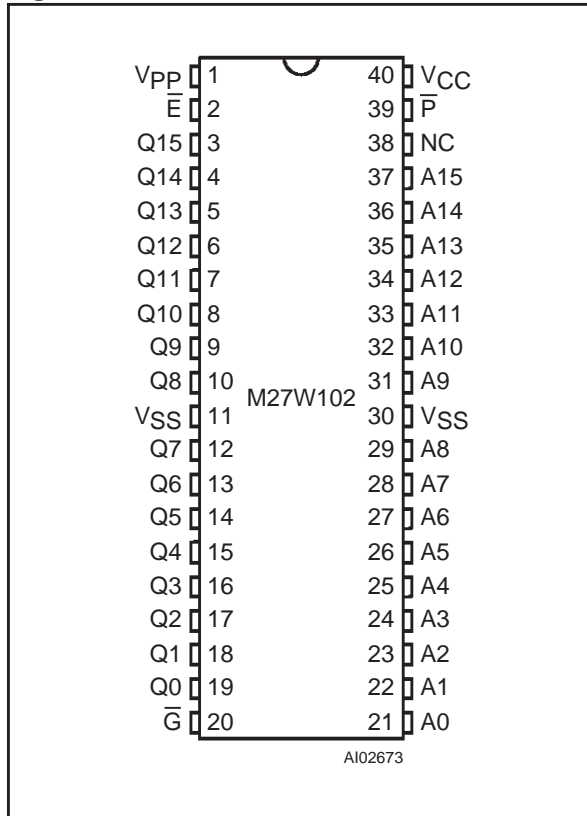 VPP 1 40 VCC
E̅ 2 39 P̅
Q15 3 38 NC
Q14 4 37 A15
Q13 5 36 A14
Q12 6 35 A13
Q11 7 34 A12
Q10 8 33 A11
Q9 9 32 A10
Q8 10 31 A9
M27W102
VSS 11 30 VSS
Q7 12 29 A8
Q6 13 28 A7
Q5 14 27 A6
Q4 15 26 A5
Q3 16 25 A4
Q2 17 24 A3
Q1 18 23 A2
Q0 19 22 A1
G̅ 20 21 A0
AI02673